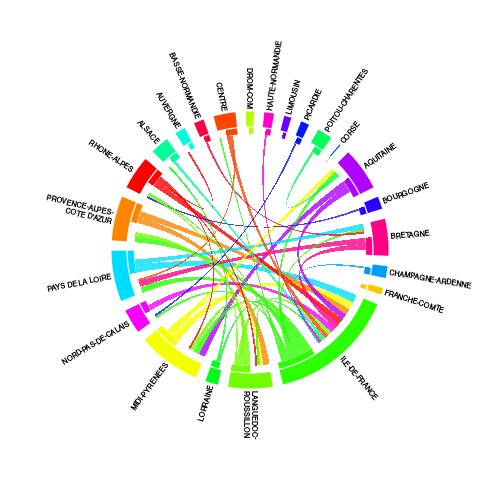 DROM-COM
HAUTE-NORMANDIE
LIMOUSIN
PICARDIE
POITOU-CHARENTES
CORSE
AQUITAINE
BOURGOGNE
BRETAGNE
CHAMPAGNE-ARDENNE
FRANCHE-COMTE
ILE-DE-FRANCE
LANGUEDOC-
ROUSSILLON
LORRAINE
MIDI-PYRENEES
NORD-PAS-DE-CALAIS
PAYS DE LA LOIRE
PROVENCE-ALPES-
COTE D'AZUR
RHONE-ALPES
ALSACE
AUVERGNE
BASSE-NORMANDIE
CENTRE